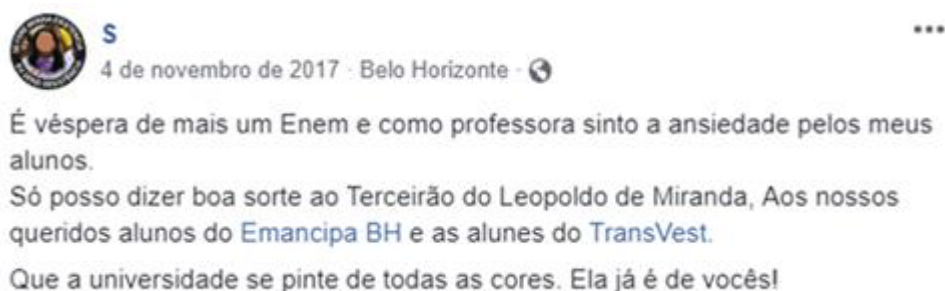 S
4 de novembro de 2017 · Belo Horizonte ·
É véspera de mais um Enem e como professora sinto a ansiedade pelos meus
alunos.
Só posso dizer boa sorte ao Terceirão do Leopoldo de Miranda, Aos nossos
queridos alunos do Emancipa BH e as alunes do TransVest.
Que a universidade se pinte de todas as cores. Ela já é de vocês!